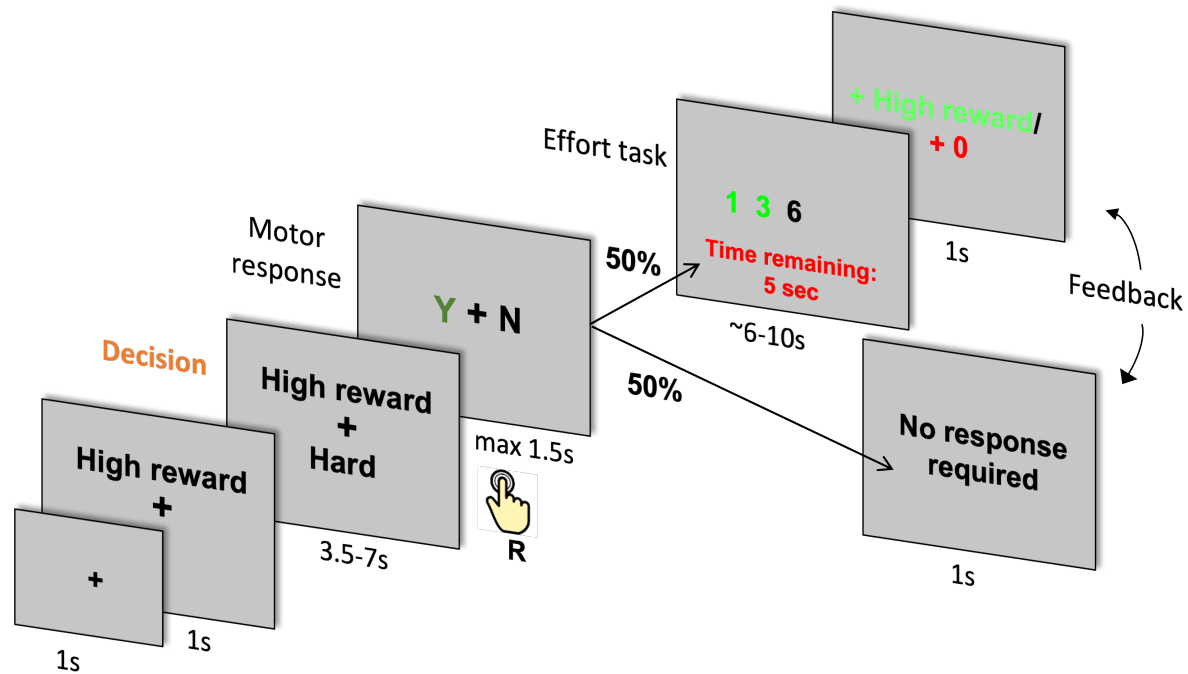 +
1s
High reward
+
1s
Decision
High reward
+
Hard
3.5-7s
Motor
response
Y + N
max 1.5s
R
50%
50%
Effort task
1 3 6
Time remaining:
5 sec
~6-10s
+ High reward/
+ 0
1s
Feedback
No response
required
1s